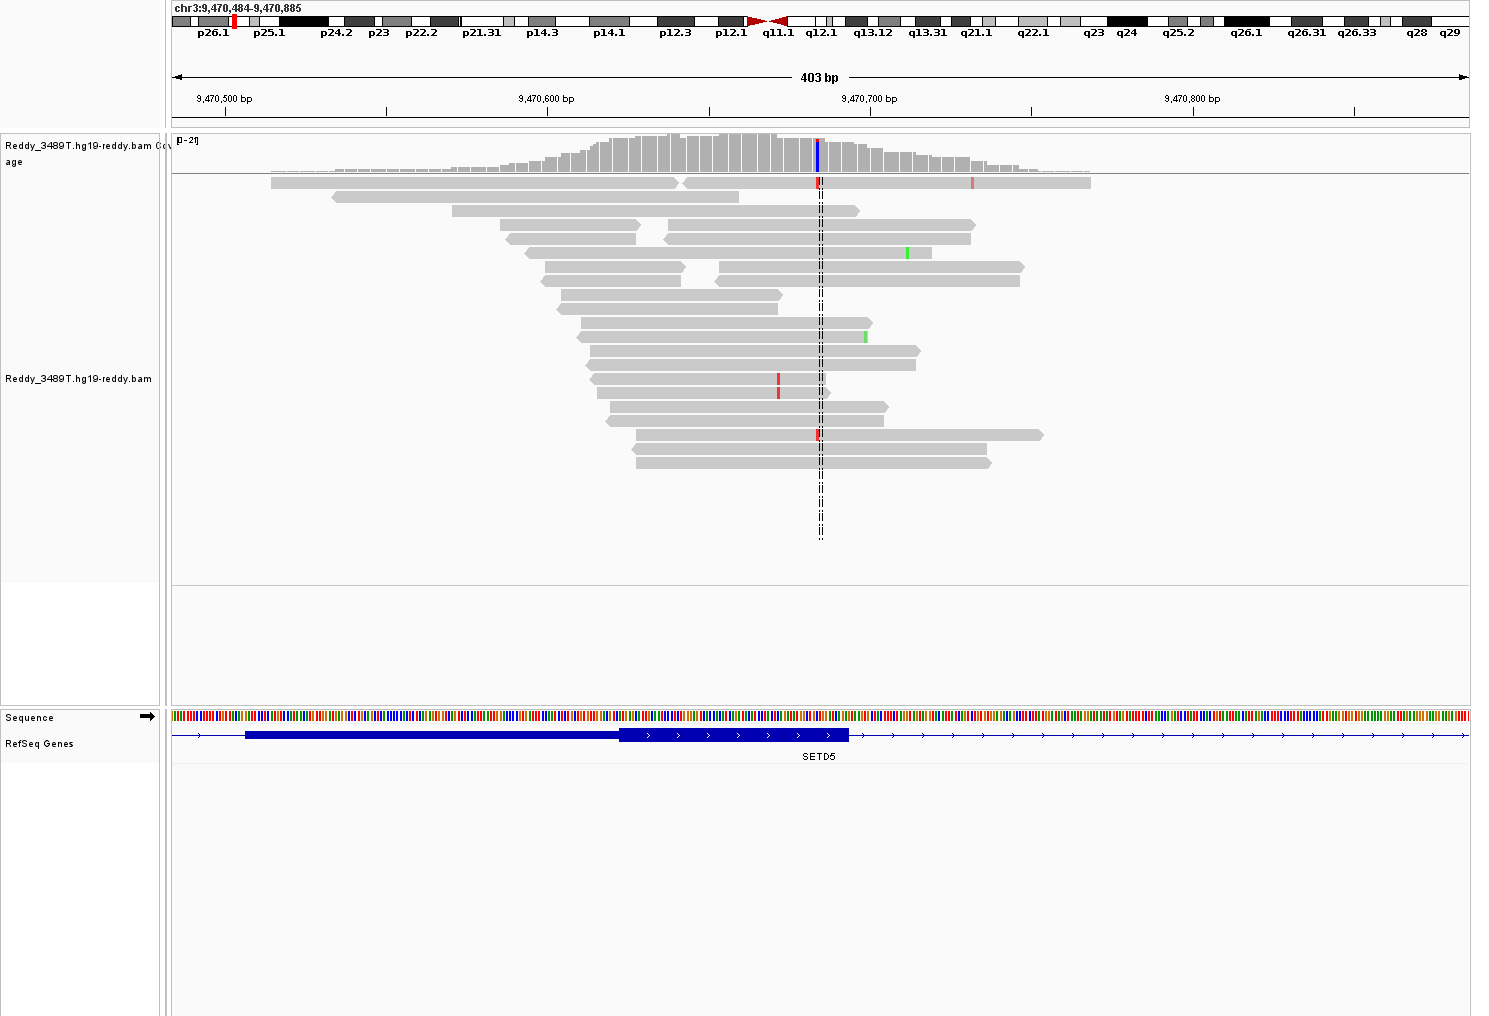 chr3:9,470,484-9,470,885
p26.1 p25.1 p24.2 p23 p22.2 p21.31 p14.3 p14.1 p12.3 p12.1 q11.1 q12.1 q13.12 q13.31 q21.1 q22.1 q23 q24 q25.2 q26.1 q26.31 q26.33 q28 q29
403 bp
9,470,500 bp 9,470,600 bp 9,470,700 bp 9,470,800 bp
[0-21]
Reddy_3489T.hg19-reddy.bam Cov
age
Reddy_3489T.hg19-reddy.bam
Sequence
RefSeq Genes
SETD5